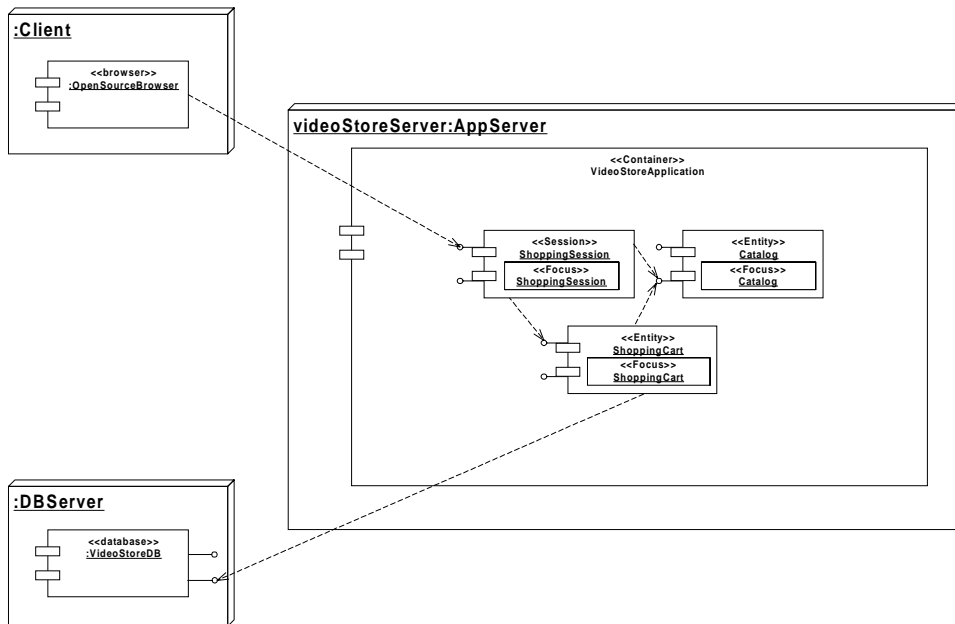 :Client
<<browser>>
:OpenSourceBrowser
videoStoreServer:AppServer
<<Container>>
VideoStoreApplication
<<Session>>
ShoppingSession
<<Focus>>
ShoppingSession
<<Entity>>
Catalog
<<Focus>>
Catalog
<<Entity>>
ShoppingCart
<<Focus>>
ShoppingCart
:DBServer
<<database>>
:VideoStoreDB